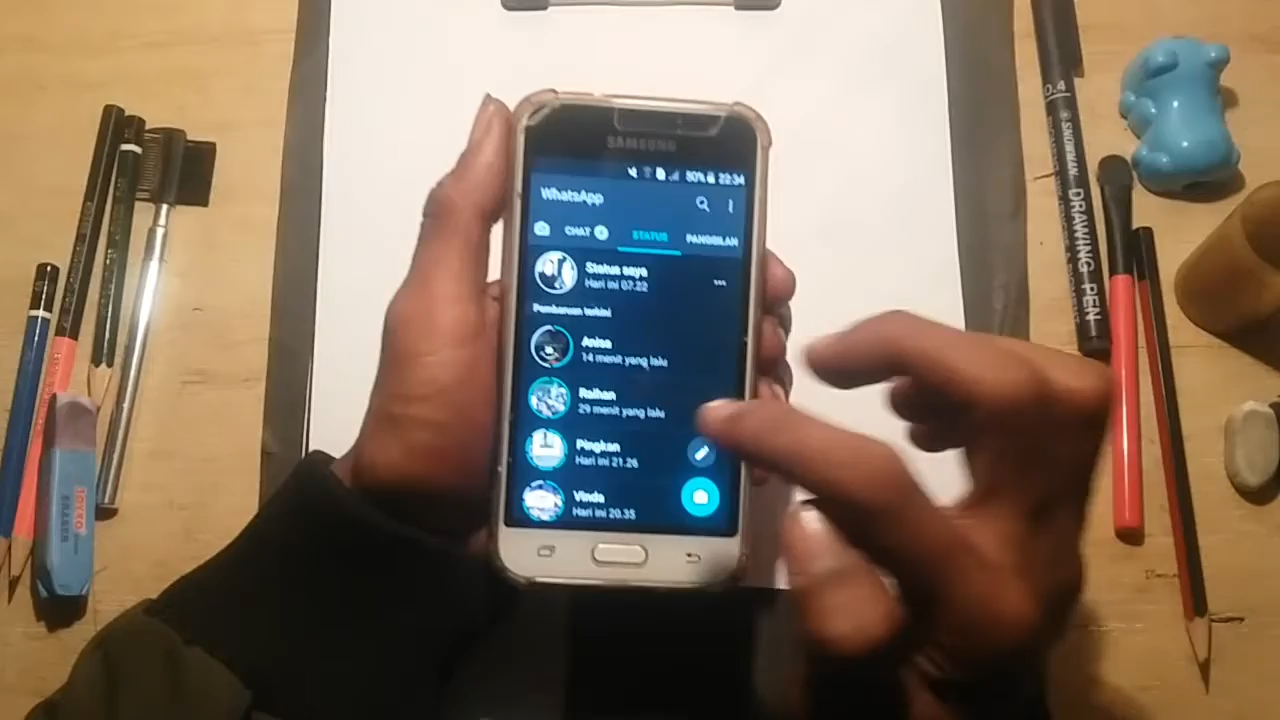 SAMSUNG
50% 22.34
WhatsApp
CHAT 4 STATUS PANGGILAN
Status saya
Hari ini 07.22
Pembaruan terkini
Anisa
14 menit yang lalu
Raihan
29 menit yang lalu
Pingkan
Hari ini 21.26
Vinda
Hari ini 20.35
0.4
SNOWMAN
DRAWING PEN
JOYKO
ERASER